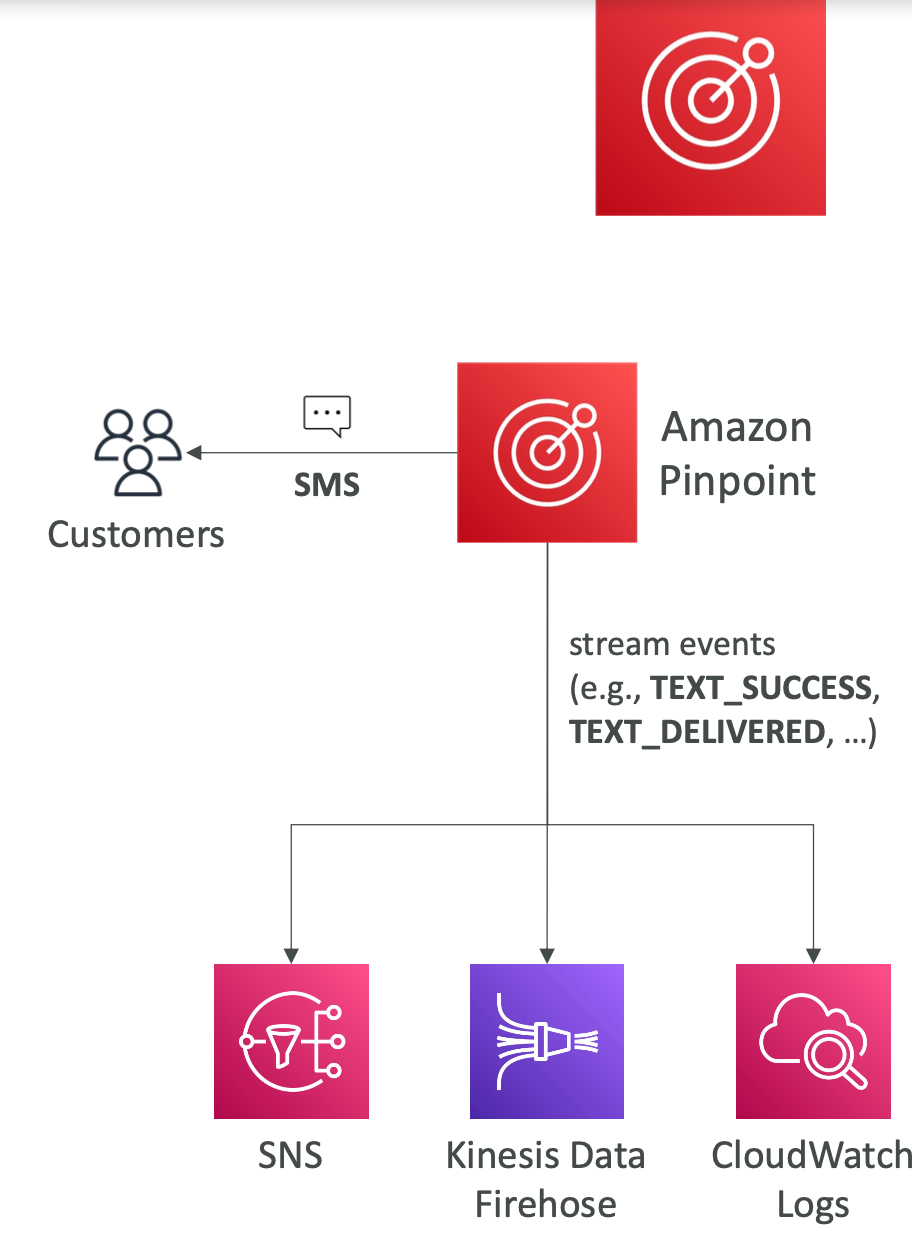 Amazon
Pinpoint
SMS
Customers
stream events
(e.g., TEXT_SUCCESS,
TEXT_DELIVERED, ...)
SNS
Kinesis Data
Firehose
CloudWatch
Logs